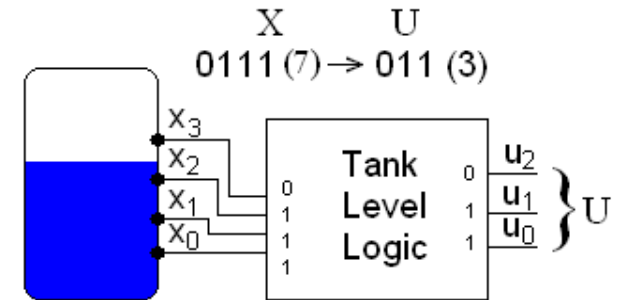 X U
0111 (7) → 011 (3)
x3
x2
x1
x0
0
1
1
1
Tank
Level
Logic
0
1
1
u2
u1
u0
} U